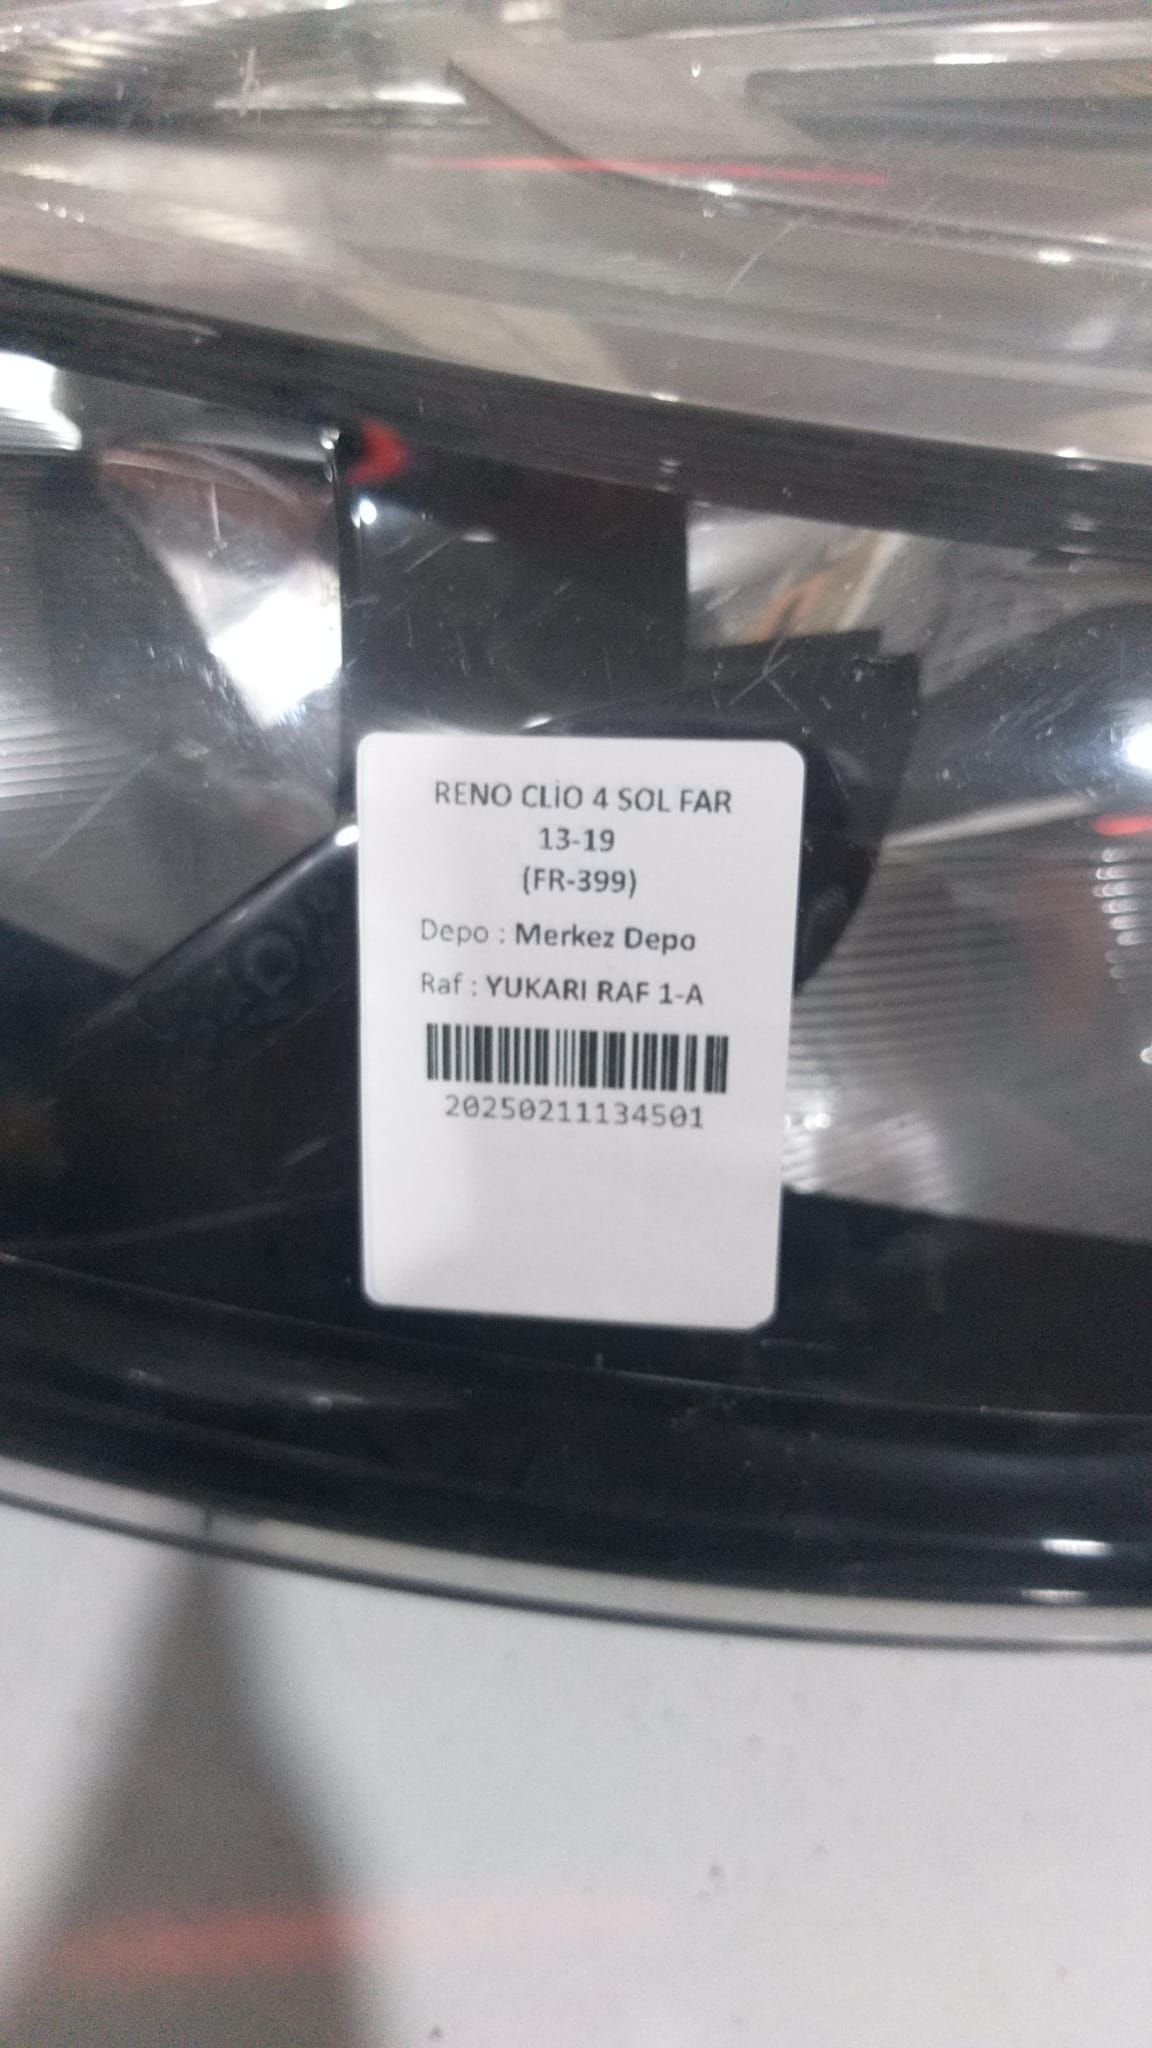 RENO CLİO 4 SOL FAR
13-19
(FR-399)
Depo : Merkez Depo
Raf : YUKARI RAF 1-A
20250211134501